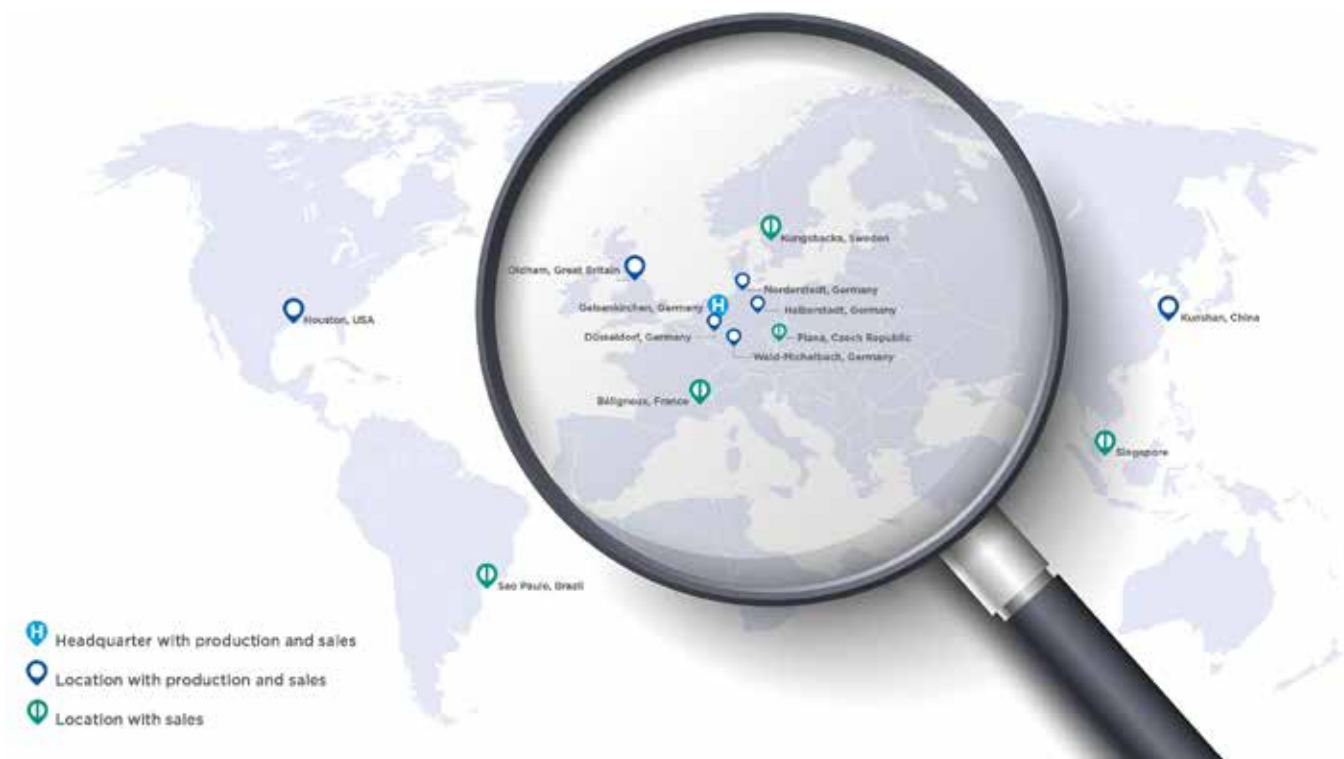 Kungsbacka, Sweden
Oldham, Great Britain
Norderstedt, Germany
Gelsenkirchen, Germany
Halberstadt, Germany
Houston, USA
Kunshan, China
Düsseldorf, Germany
Plana, Czech Republic
Wald-Michelbach, Germany
Béligneux, France
Singapore
Sao Paulo, Brazil
H Headquarter with production and sales
Location with production and sales
Location with sales